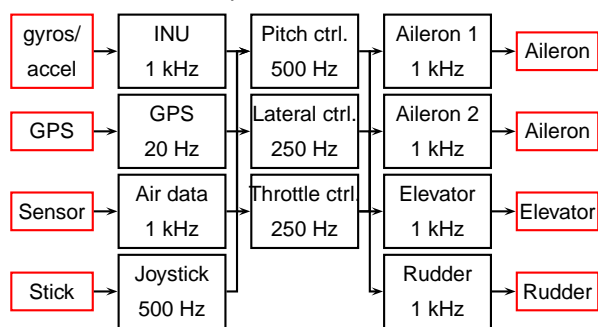 gyros/
accel
INU
1 kHz
Pitch ctrl.
500 Hz
Aileron 1
1 kHz
Aileron
GPS
GPS
20 Hz
Lateral ctrl.
250 Hz
Aileron 2
1 kHz
Aileron
Sensor
Air data
1 kHz
Throttle ctrl.
250 Hz
Elevator
1 kHz
Elevator
Stick
Joystick
500 Hz
Rudder
1 kHz
Rudder